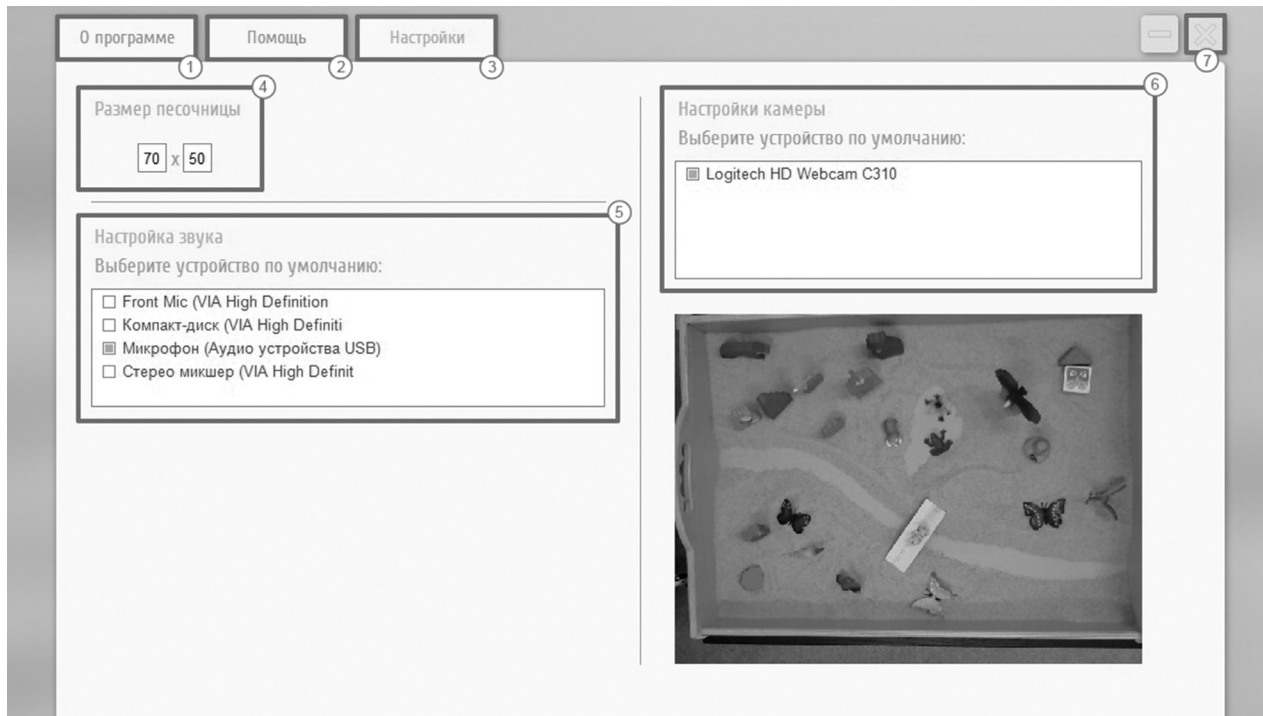 О программе
Помощь
Настройки
1
2
3
7
4
Размер песочницы
70 x 50
5
Настройка звука
Выберите устройство по умолчанию:
Front Mic (VIA High Definition
Компакт-диск (VIA High Definiti
Микрофон (Аудио устройства USB)
Стерео микшер (VIA High Definit
6
Настройки камеры
Выберите устройство по умолчанию:
Logitech HD Webcam C310